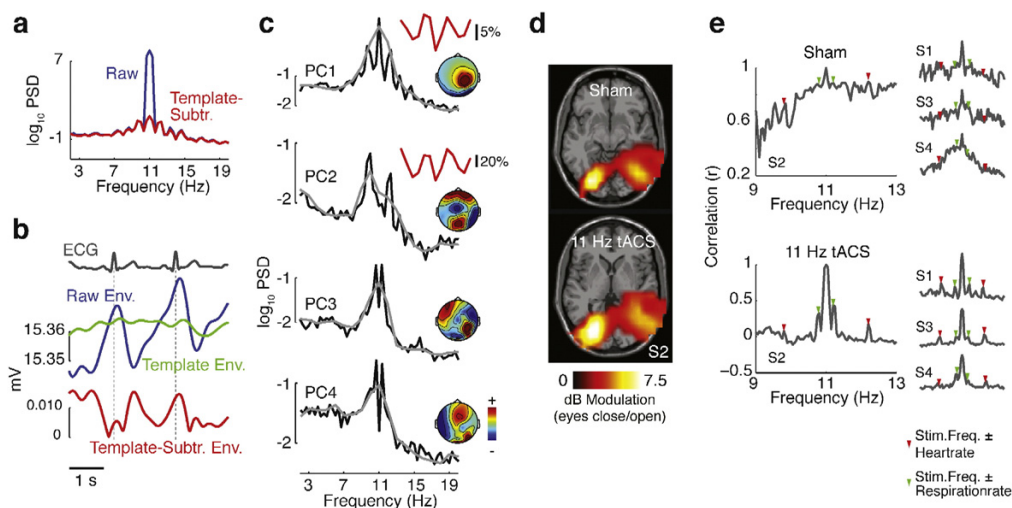 a
7
-1
log10 PSD
Raw
Template-
Subtr.
3 7 11 15 19
Frequency (Hz)
b
ECG
Raw Env.
15.36
15.35
Template Env.
mV
0.010
0
Template-Subtr. Env.
1 s
c
5%
-1
PC1
-2
20%
-1
PC2
-2
log10 PSD
-1
PC3
-2
-1
PC4
-2
+
-
3 7 11 15 19
Frequency (Hz)
d
Sham
11 Hz tACS
S2
0 7.5
dB Modulation
(eyes close/open)
e
Sham
1
0.6
0.2
S2
9 11 13
Frequency (Hz)
S1
S3
S4
Correlation (r)
11 Hz tACS
1
0.5
0
−0.5
S2
9 11 13
Frequency (Hz)
S1
S3
S4
Stim.Freq. ±
Heartrate
Stim.Freq. ±
Respirationrate